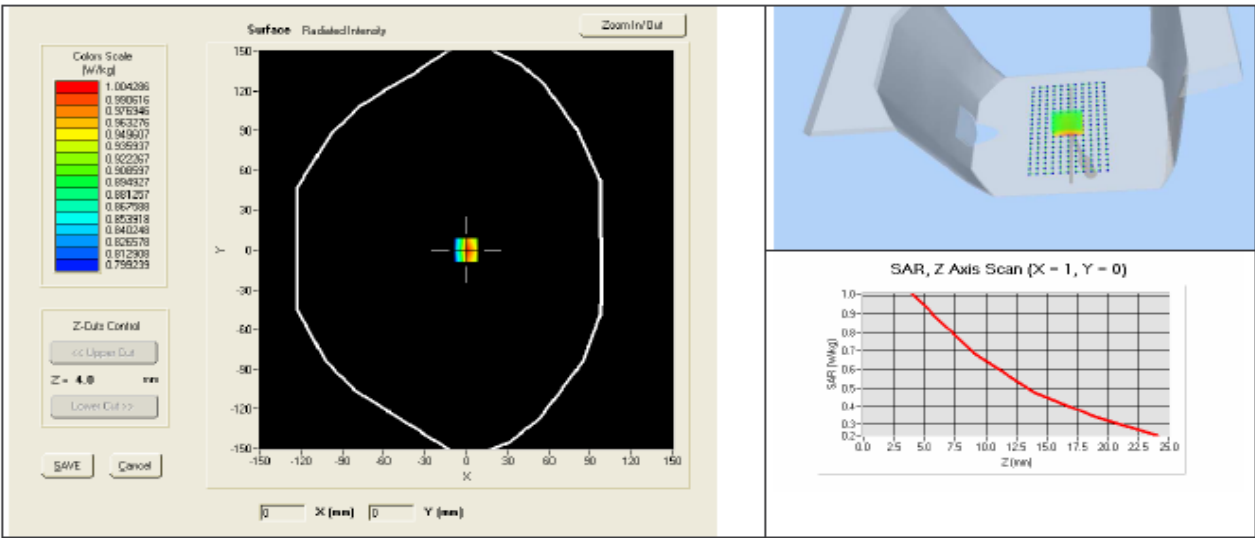 Surface Radiated Intensity
Zoom In/Out
Colors Scale
(W/kg)
1.004286
0.990616
0.976946
0.963276
0.949607
0.935937
0.922267
0.908597
0.894927
0.881257
0.867588
0.853918
0.840248
0.826578
0.812908
0.799239
Z-Cuts Control
<< Upper Cut
Z = 4.0 mm
Lower Cut >>
SAVE Cancel
150
120
90
60
30
0
-30
-60
-90
-120
-150
Y
-150 -120 -90 -60 -30 0 30 60 90 120 150
X
0 X (mm) 0 Y (mm)
SAR, Z Axis Scan (X = 1, Y = 0)
1.0
0.9
0.8
0.7
0.6
0.5
0.4
0.3
0.2
SAR (W/kg)
0.0 2.5 5.0 7.5 10.0 12.5 15.0 17.5 20.0 22.5 25.0
Z (mm)